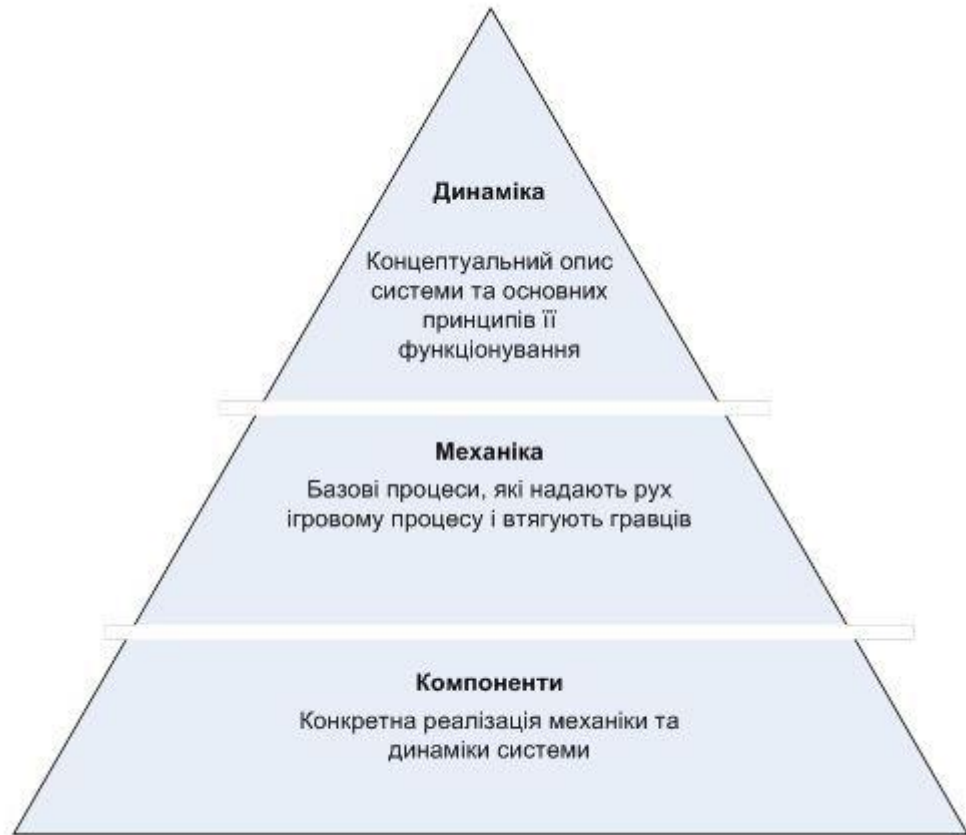 Динаміка
Концептуальний опис
системи та основних
принципів її
функціонування
Механіка
Базові процеси, які надають рух
ігровому процесу і втягують гравців
Компоненти
Конкретна реалізація механіки та
динаміки системи